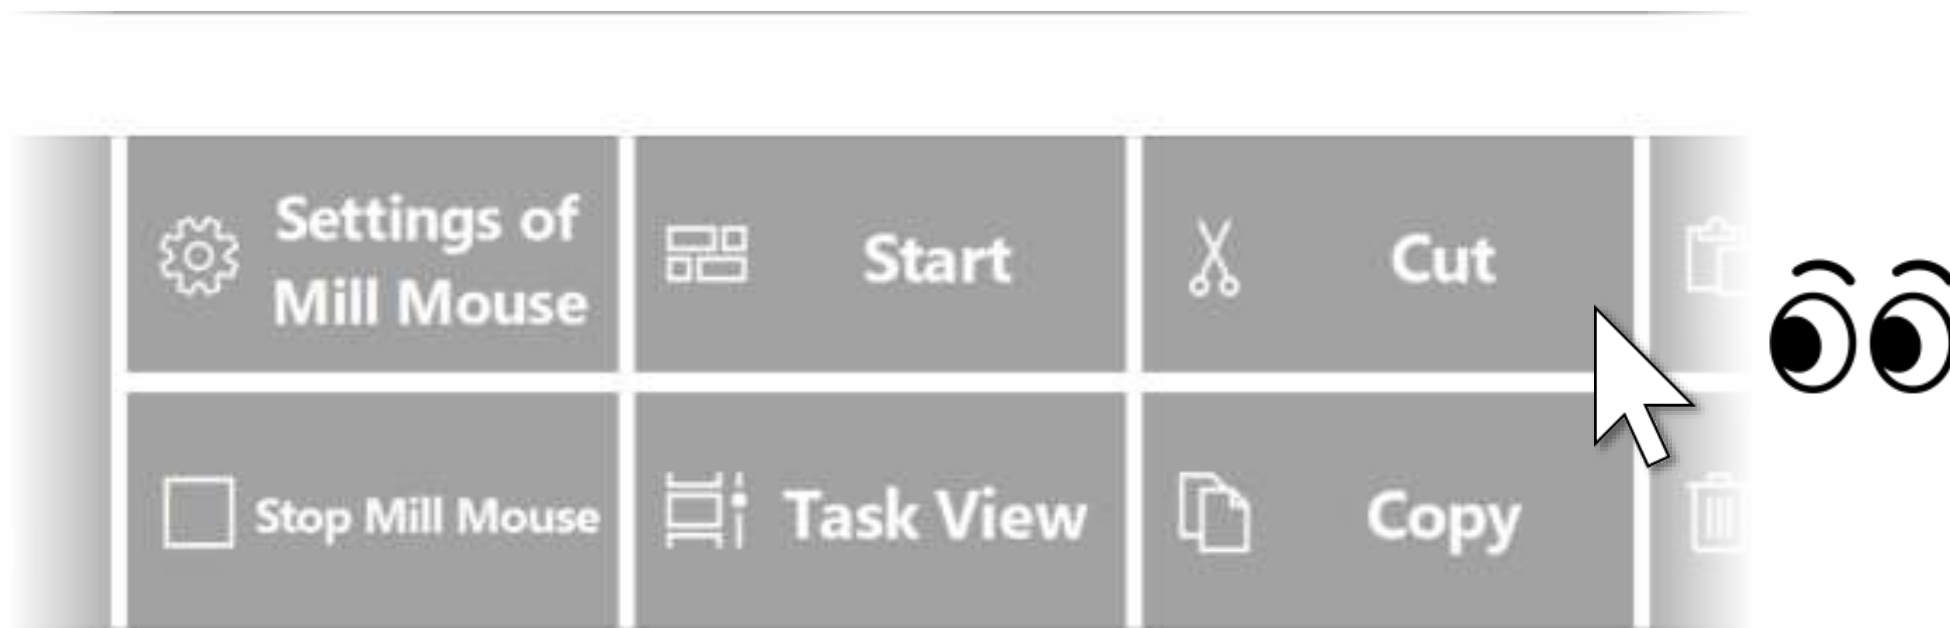 Settings of
Mill Mouse
Start
Cut
Stop Mill Mouse
Task View
Copy